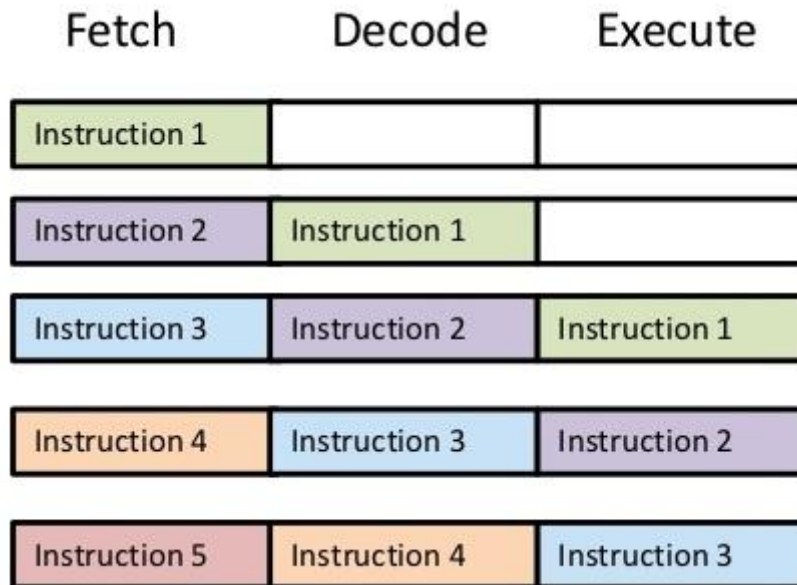 Fetch Decode Execute
Instruction 1
Instruction 2 Instruction 1
Instruction 3 Instruction 2 Instruction 1
Instruction 4 Instruction 3 Instruction 2
Instruction 5 Instruction 4 Instruction 3